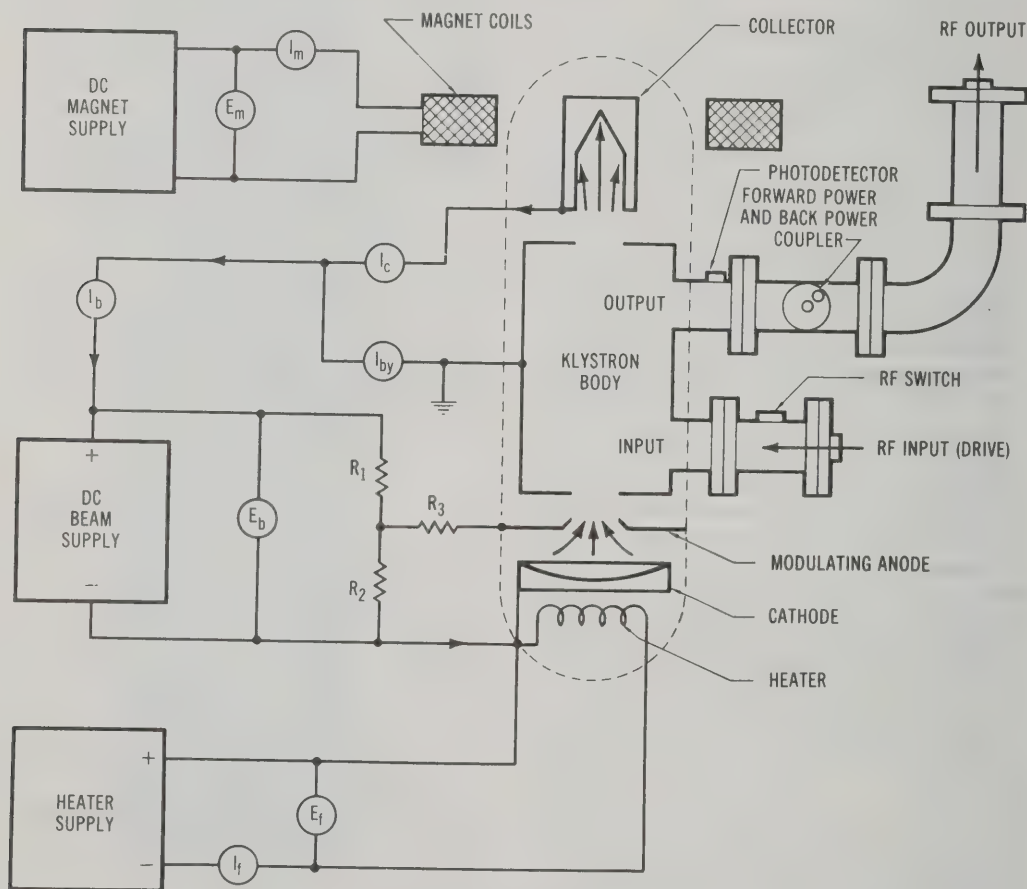 MAGNET COILS
COLLECTOR
RF OUTPUT
DC
MAGNET
SUPPLY
Im
Em
PHOTODETECTOR
FORWARD POWER
AND BACK POWER
COUPLER
Ib
Ic
OUTPUT
Iby
KLYSTRON
BODY
RF SWITCH
INPUT
RF INPUT (DRIVE)
+
DC
BEAM
SUPPLY
-
Eb
R1
R3
R2
MODULATING ANODE
CATHODE
HEATER
HEATER
SUPPLY
+
-
Ef
If